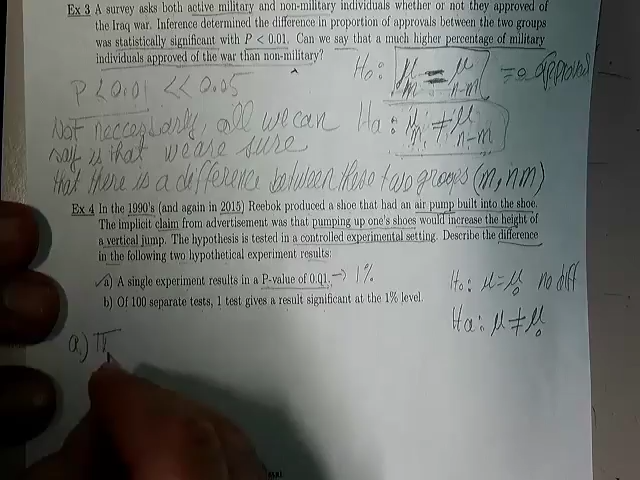 Ex 3 A survey asks both active military and non-military individuals whether or not they approved of
the Iraq war. Inference determined the difference in proportion of approvals between the two groups
was statistically significant with P < 0.01. Can we say that a much higher percentage of military
individuals approved of the war than non-military?
H₀: μ_m = μ_n-m = approval
P < 0.01 << 0.05
Ha: μ_m ≠ μ_n-m
Not neccessarily, all we can
say is that we are sure
that there is a difference between these two groups (m, nm)
Ex 4 In the 1990's (and again in 2015) Reebok produced a shoe that had an air pump built into the shoe.
The implicit claim from advertisement was that pumping up one's shoes would increase the height of
a vertical jump. The hypothesis is tested in a controlled experimental setting. Describe the difference
in the following two hypothetical experiment results:
a) A single experiment results in a P-value of 0.01. → 1%
b) Of 100 separate tests, 1 test gives a result significant at the 1% level.
H₀: μ = μ₀ no diff
Ha: μ ≠ μ₀
a.)